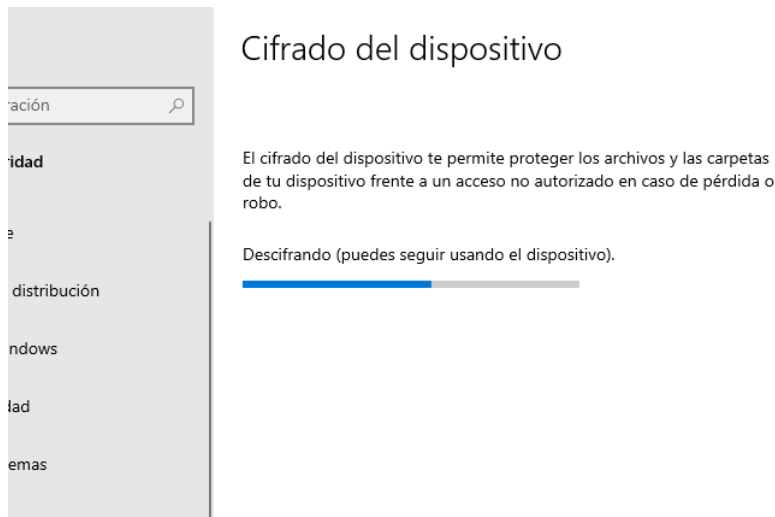 Cifrado del dispositivo
ración
ridad
El cifrado del dispositivo te permite proteger los archivos y las carpetas
de tu dispositivo frente a un acceso no autorizado en caso de pérdida o
robo.
e
Descifrando (puedes seguir usando el dispositivo).
distribución
ndows
dad
emas